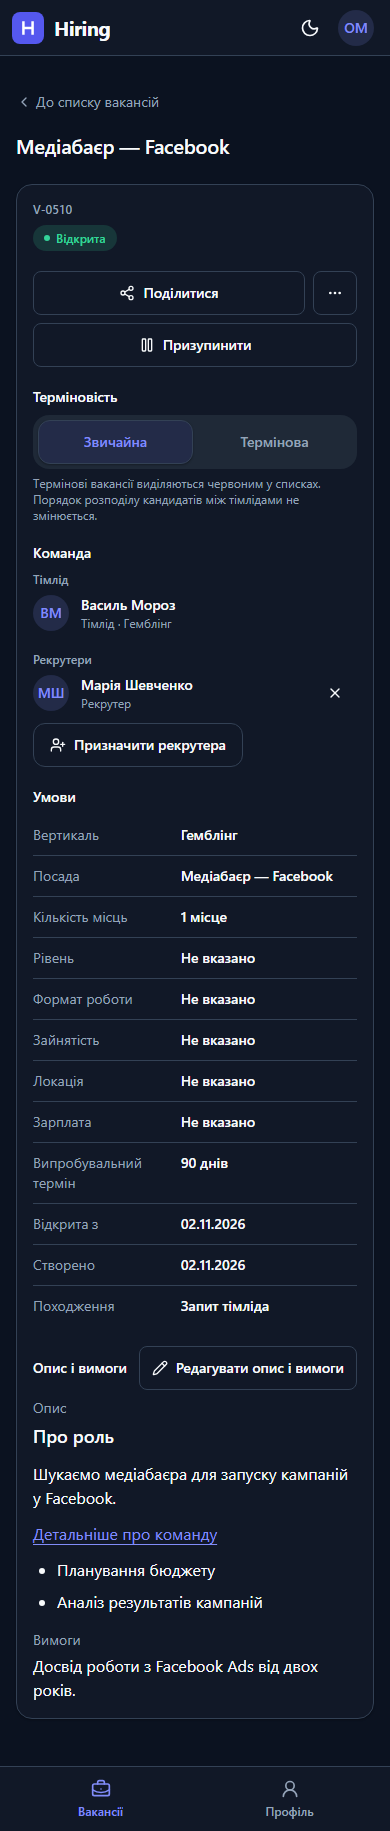 H Hiring OM
До списку вакансій
Медіабаєр — Facebook
V-0510
Відкрита
Поділитися
Призупинити
Терміновість
Звичайна Термінова
Термінові вакансії виділяються червоним у списках.
Порядок розподілу кандидатів між тімлідами не
змінюється.
Команда
Тімлід
ВМ Василь Мороз
Тімлід · Гемблінг
Рекрутери
МШ Марія Шевченко
Рекрутер
Призначити рекрутера
Умови
Вертикаль Гемблінг
Посада Медіабаєр — Facebook
Кількість місць 1 місце
Рівень Не вказано
Формат роботи Не вказано
Зайнятість Не вказано
Локація Не вказано
Зарплата Не вказано
Випробувальний 90 днів
термін
Відкрита з 02.11.2026
Створено 02.11.2026
Походження Запит тімліда
Опис і вимоги Редагувати опис і вимоги
Опис
Про роль
Шукаємо медіабаєра для запуску кампаній
у Facebook.
Детальніше про команду
Планування бюджету
Аналіз результатів кампаній
Вимоги
Досвід роботи з Facebook Ads від двох
років.
Вакансії Профіль